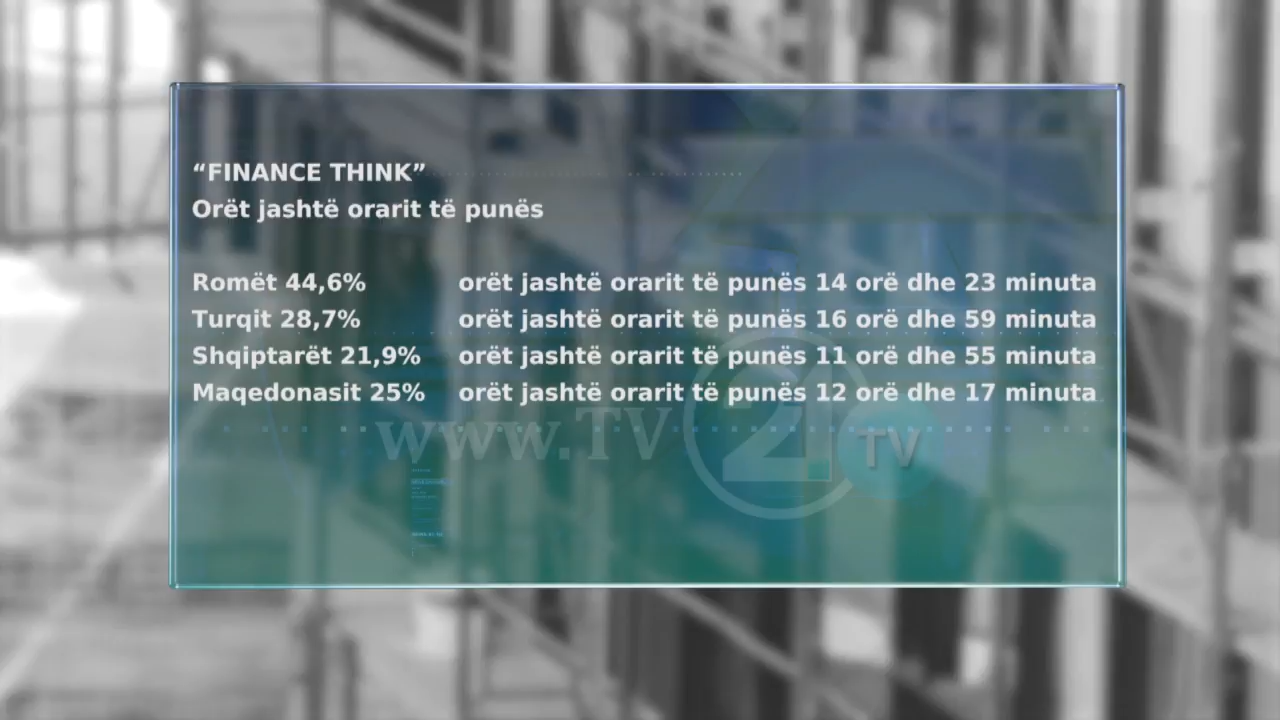 “FINANCE THINK”
Orët jashtë orarit të punës
Romët 44,6% orët jashtë orarit të punës 14 orë dhe 23 minuta
Turqit 28,7% orët jashtë orarit të punës 16 orë dhe 59 minuta
Shqiptarët 21,9% orët jashtë orarit të punës 11 orë dhe 55 minuta
Maqedonasit 25% orët jashtë orarit të punës 12 orë dhe 17 minuta
www.TV 21 TV